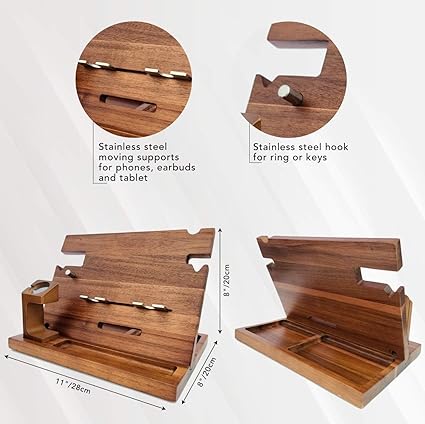 Stainless steel
moving supports
for phones, earbuds
and tablet
Stainless steel hook
for ring or keys
8"/20cm
11"/28cm
8"/20cm